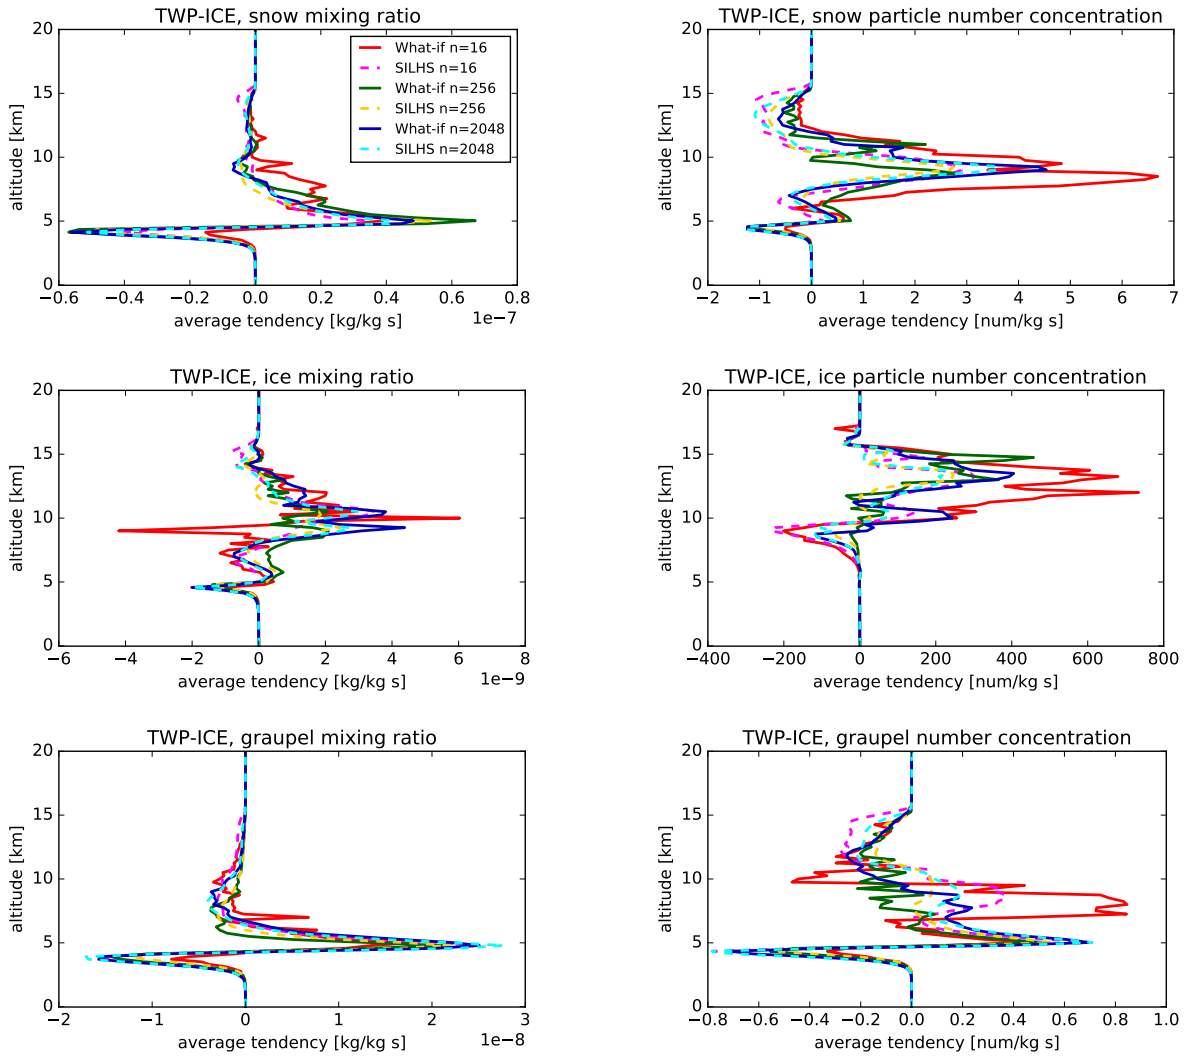 TWP-ICE, snow mixing ratio
20
15
10
5
0
altitude [km]
What-if n=16
SILHS n=16
What-if n=256
SILHS n=256
What-if n=2048
SILHS n=2048
−0.6 −0.4 −0.2 0.0 0.2 0.4 0.6 0.8
average tendency [kg/kg s]
1e−7
TWP-ICE, snow particle number concentration
20
15
10
5
0
altitude [km]
−2 −1 0 1 2 3 4 5 6 7
average tendency [num/kg s]
TWP-ICE, ice mixing ratio
20
15
10
5
0
altitude [km]
−6 −4 −2 0 2 4 6 8
average tendency [kg/kg s]
1e−9
TWP-ICE, ice particle number concentration
20
15
10
5
0
altitude [km]
−400 −200 0 200 400 600 800
average tendency [num/kg s]
TWP-ICE, graupel mixing ratio
20
15
10
5
0
altitude [km]
−2 −1 0 1 2 3
average tendency [kg/kg s]
1e−8
TWP-ICE, graupel number concentration
20
15
10
5
0
altitude [km]
−0.8 −0.6 −0.4 −0.2 0.0 0.2 0.4 0.6 0.8 1.0
average tendency [num/kg s]